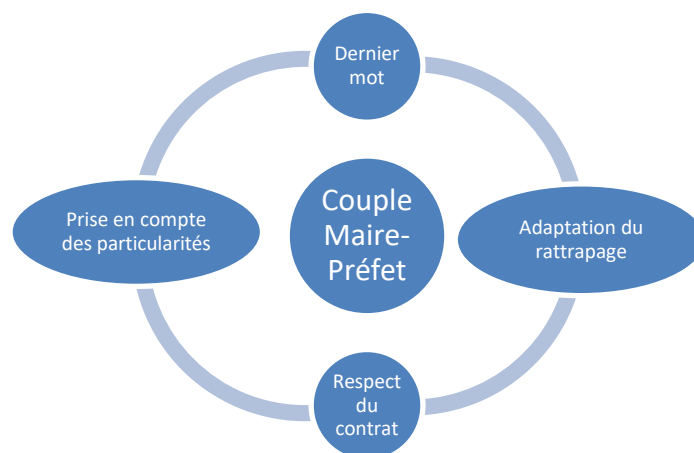 Dernier
mot
Prise en compte
des particularités
Couple
Maire-
Préfet
Adaptation du
rattrapage
Respect
du
contrat